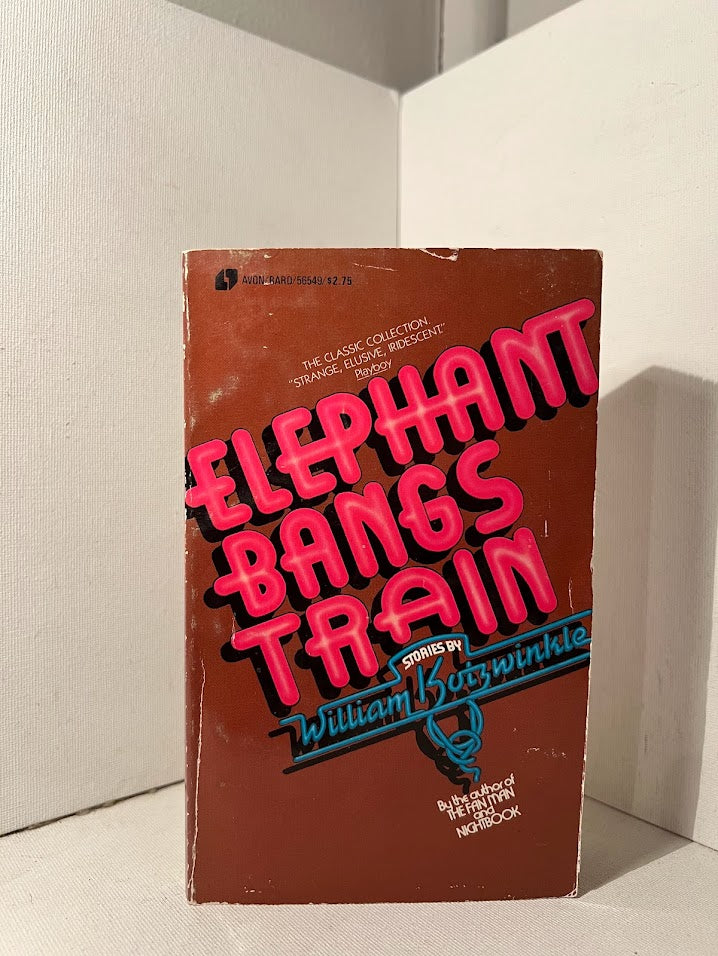 AVON/BARD/56549/$2.75
THE CLASSIC COLLECTION.
"STRANGE, ELUSIVE, IRIDESCENT."
Playboy
ELEPHANT
BANGS
TRAIN
STORIES BY
William Kotzwinkle
By the author of
THE FAN MAN
and
NIGHTBOOK